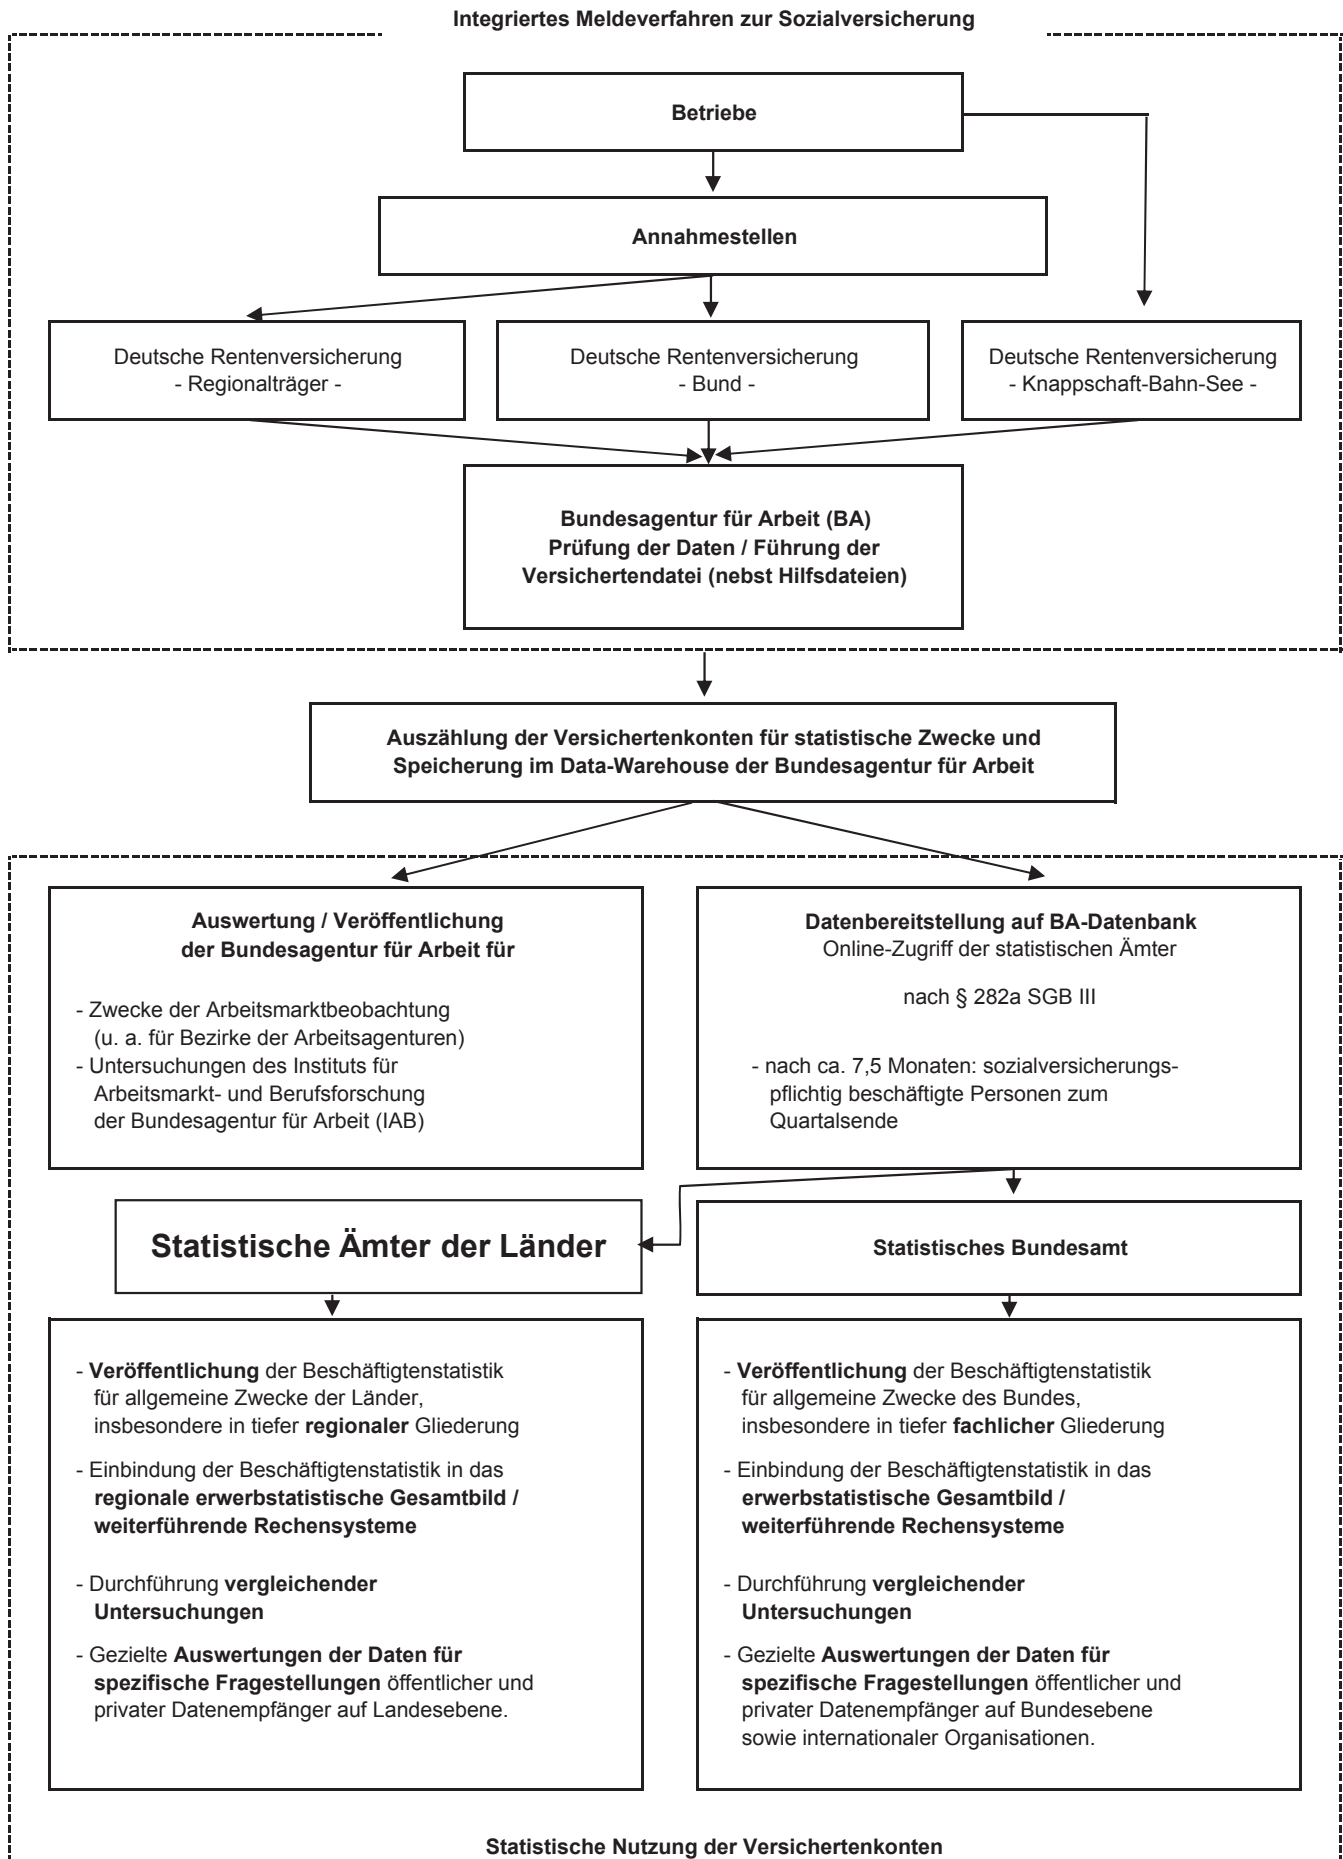 Integriertes Meldeverfahren zur Sozialversicherung
Betriebe
Annahmestellen
Deutsche Rentenversicherung
- Regionalträger -
Deutsche Rentenversicherung
- Bund -
Deutsche Rentenversicherung
- Knappschaft-Bahn-See -
Bundesagentur für Arbeit (BA)
Prüfung der Daten / Führung der
Versichertendatei (nebst Hilfsdateien)
Auszählung der Versichertenkonten für statistische Zwecke und
Speicherung im Data-Warehouse der Bundesagentur für Arbeit
Auswertung / Veröffentlichung
der Bundesagentur für Arbeit für
- Zwecke der Arbeitsmarktbeobachtung
(u. a. für Bezirke der Arbeitsagenturen)
- Untersuchungen des Instituts für
Arbeitsmarkt- und Berufsforschung
der Bundesagentur für Arbeit (IAB)
Datenbereitstellung auf BA-Datenbank
Online-Zugriff der statistischen Ämter
nach § 282a SGB III
- nach ca. 7,5 Monaten: sozialversicherungs-
pflichtig beschäftigte Personen zum
Quartalsende
Statistische Ämter der Länder
Statistisches Bundesamt
- Veröffentlichung der Beschäftigtenstatistik
für allgemeine Zwecke der Länder,
insbesondere in tiefer regionaler Gliederung
- Einbindung der Beschäftigtenstatistik in das
regionale erwerbstatistische Gesamtbild /
weiterführende Rechensysteme
- Durchführung vergleichender
Untersuchungen
- Gezielte Auswertungen der Daten für
spezifische Fragestellungen öffentlicher und
privater Datenempfänger auf Landesebene.
- Veröffentlichung der Beschäftigtenstatistik
für allgemeine Zwecke des Bundes,
insbesondere in tiefer fachlicher Gliederung
- Einbindung der Beschäftigtenstatistik in das
erwerbstatistische Gesamtbild /
weiterführende Rechensysteme
- Durchführung vergleichender
Untersuchungen
- Gezielte Auswertungen der Daten für
spezifische Fragestellungen öffentlicher und
privater Datenempfänger auf Bundesebene
sowie internationaler Organisationen.
Statistische Nutzung der Versichertenkonten